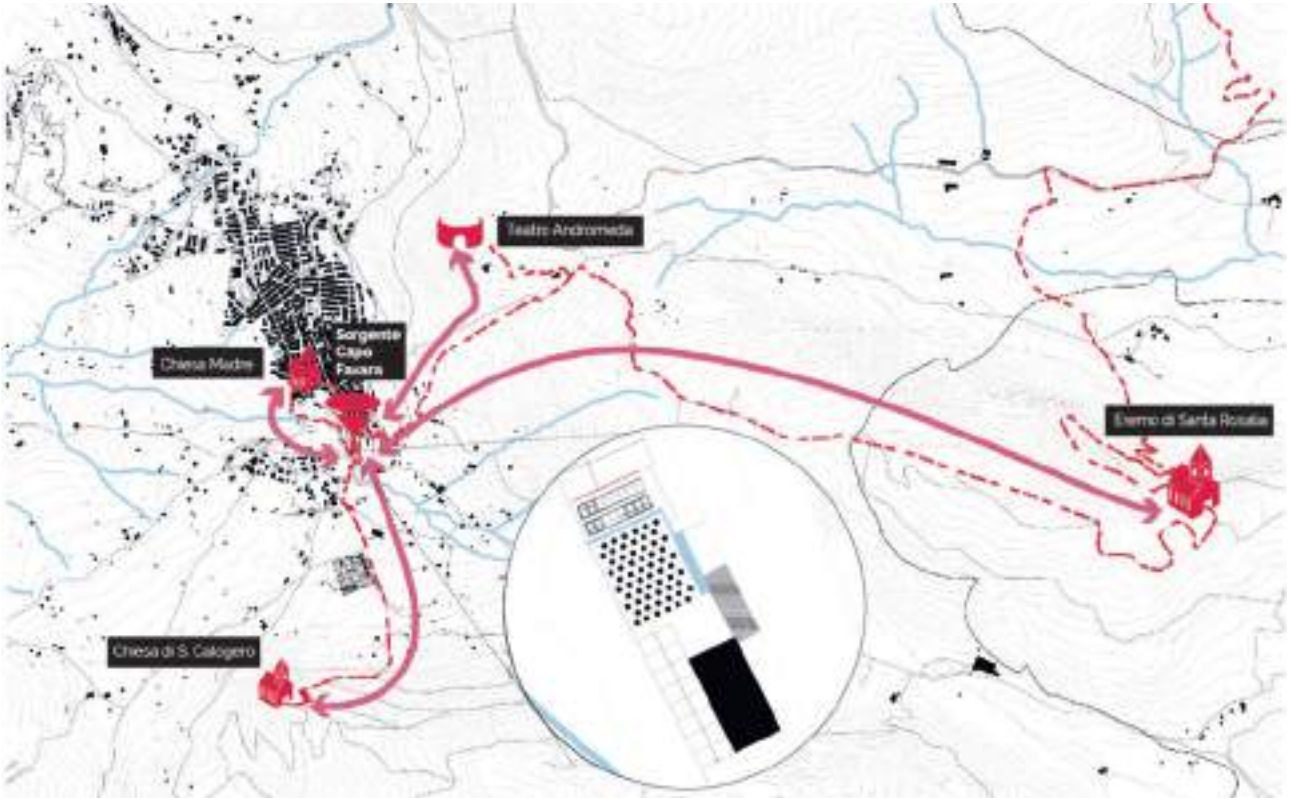 Teatro Andromeda
Sorgente
Capo
Favara
Chiesa Madre
Eremo di Santa Rosalia
Chiesa di S. Calogero